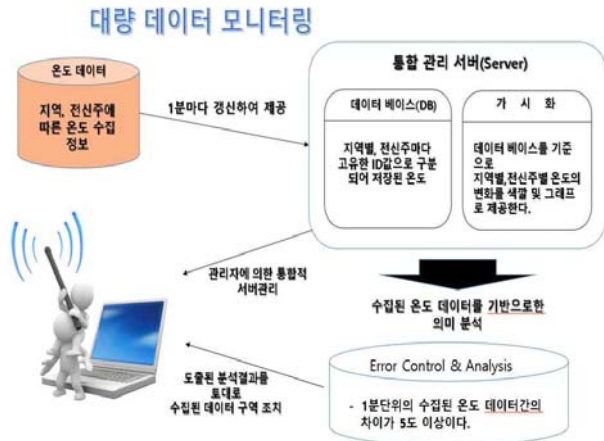 대량 데이터 모니터링
온도 데이터
지역, 전신주에
따른 온도 수집
정보
1분마다 갱신하여 제공
통합 관리 서버(Server)
데이터 베이스(DB)
지역별, 전신주마다
고유한 ID값으로 구분
되어 저장된 온도
가 시 화
데이터 베이스를 기준
으로
지역별,전신주별 온도의
변화를 색깔 및 그래프
로 제공한다.
관리자에 의한 통합적
서버관리
수집된 온도 데이터를 기반으로한
의미 분석
도출된 분석결과를
토대로
수집된 데이터 구역 조치
Error Control & Analysis
- 1분단위의 수집된 온도 데이터간의
차이가 5도 이상이다.